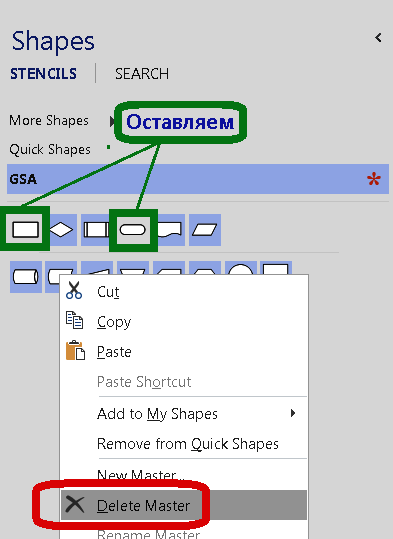 Shapes
STENCILS
SEARCH
More Shapes
Оставляем
Quick Shapes
GSA
Cut
Copy
Paste
Paste Shortcut
Add to My Shapes
Remove from Quick Shapes
New Master...
Delete Master
Rename Master